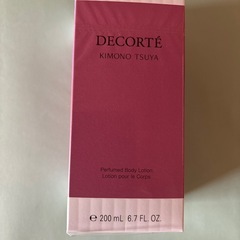 DECORTÉ
KIMONO TSUYA
Perfumed Body Lotion
Lotion pour le Corps
℮ 200 mL 6.7 FL. OZ.